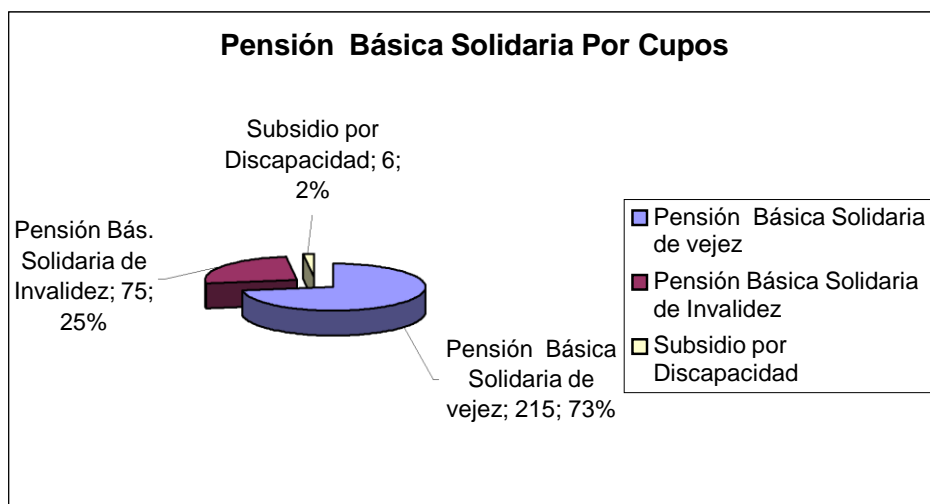 Pensión Básica Solidaria Por Cupos
Subsidio por
Discapacidad; 6;
2%
Pensión Bás.
Solidaria de
Invalidez; 75;
25%
Pensión Básica
Solidaria de
vejez; 215; 73%
Pensión Básica Solidaria
de vejez
Pensión Básica Solidaria
de Invalidez
Subsidio por
Discapacidad